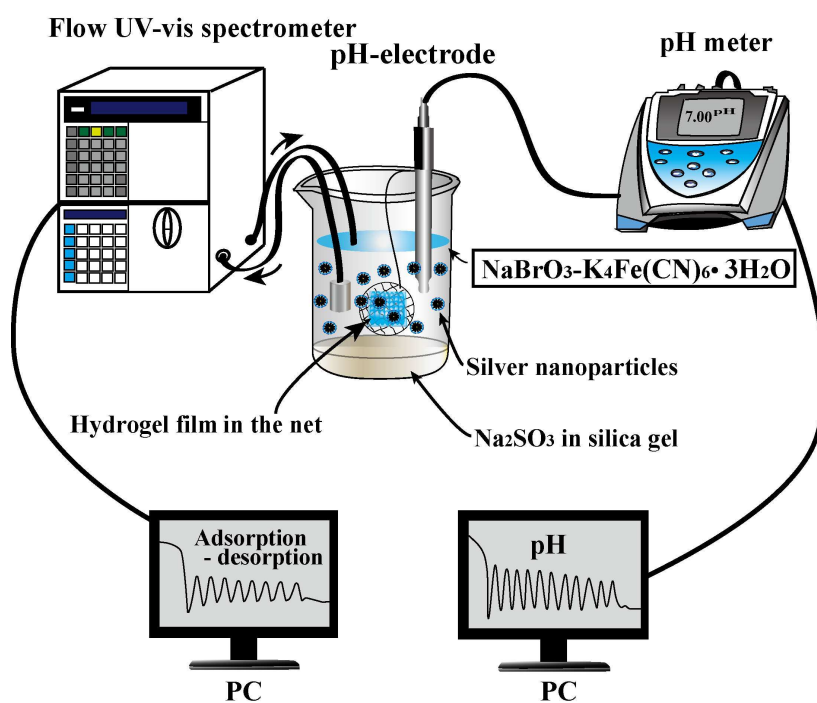 Flow UV-vis spectrometer
pH-electrode
pH meter
7.00pH
NaBrO₃-K₄Fe(CN)₆• 3H₂O
Silver nanoparticles
Hydrogel film in the net
Na₂SO₃ in silica gel
Adsorption
- desorption
pH
PC
PC